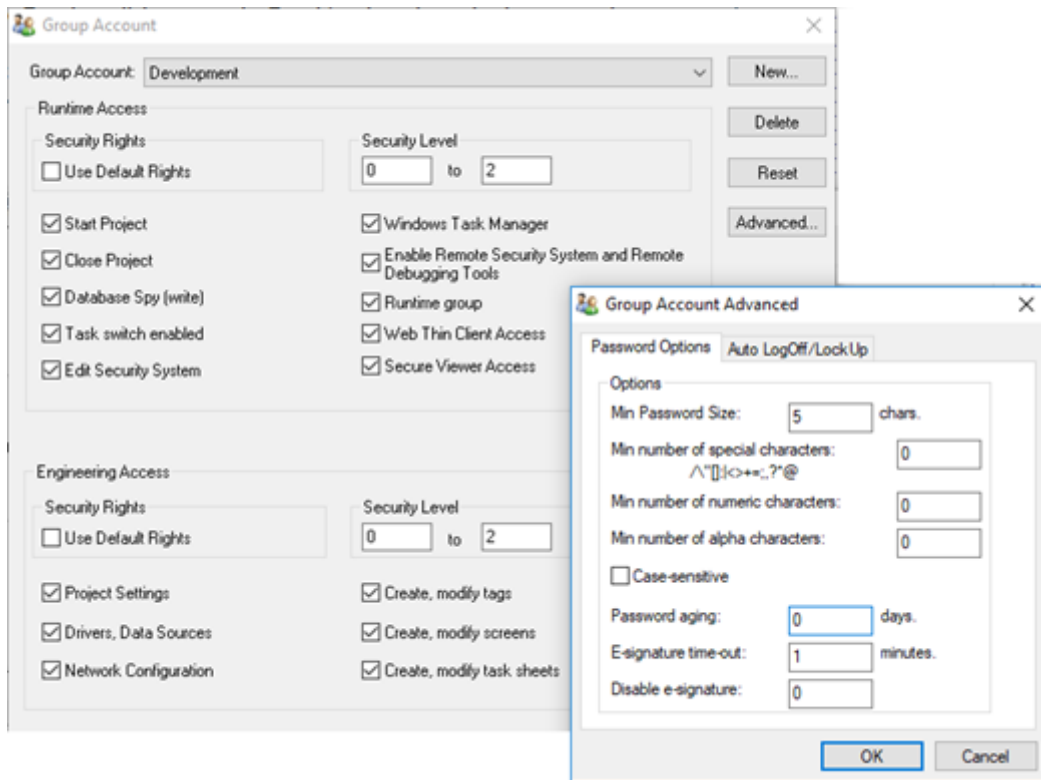 Group Account
Group Account: Development New...
Runtime Access
Delete
Security Rights Security Level
Use Default Rights 0 to 2
Reset
Start Project Windows Task Manager Advanced...
Close Project Enable Remote Security System and Remote
Debugging Tools
Database Spy (write) Runtime group
Task switch enabled Web Thin Client Access
Edit Security System Secure Viewer Access
Engineering Access
Security Rights Security Level
Use Default Rights 0 to 2
Project Settings Create, modify tags
Drivers, Data Sources Create, modify screens
Network Configuration Create, modify task sheets
Group Account Advanced
Password Options Auto LogOff/LockUp
Options
Min Password Size: 5 chars.
Min number of special characters: 0
/\"[]:|<>+=;,.?*@
Min number of numeric characters: 0
Min number of alpha characters: 0
Case-sensitive
Password aging: 0 days.
E-signature time-out: 1 minutes.
Disable e-signature: 0
OK Cancel